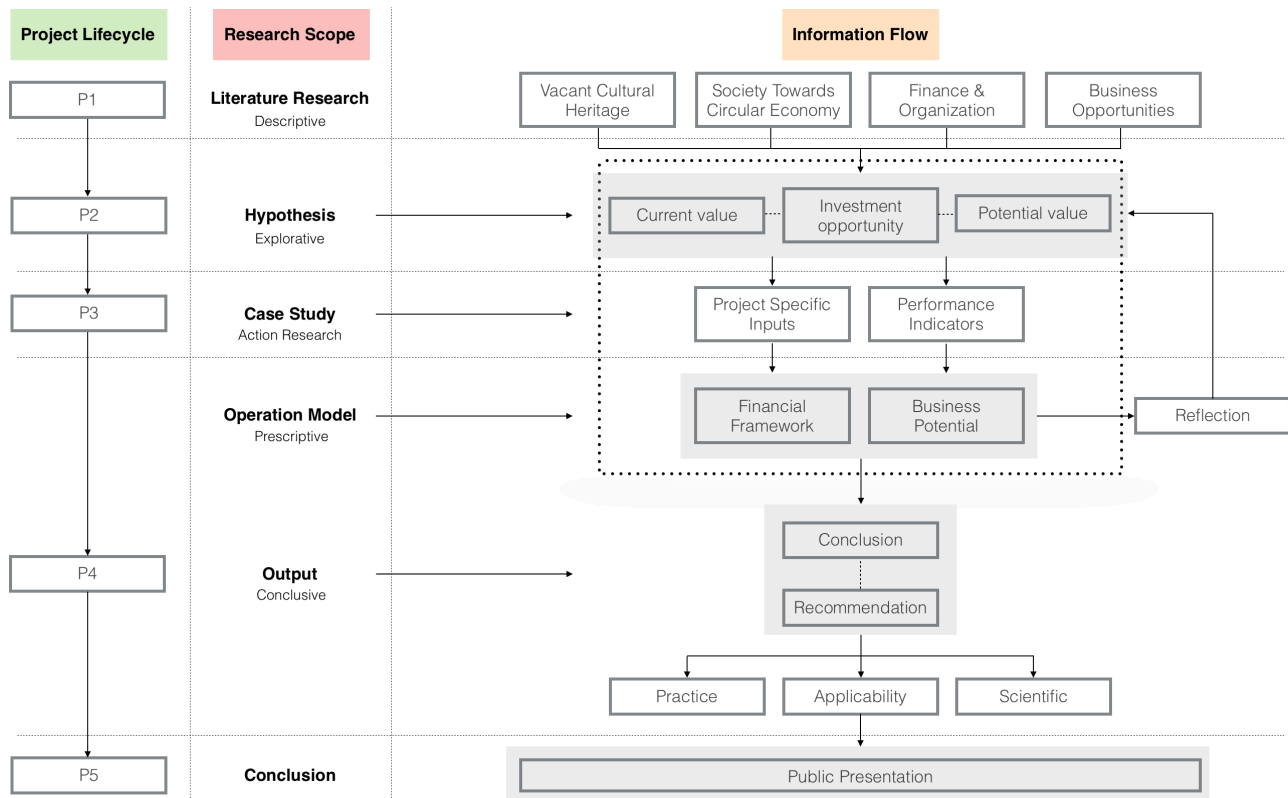 Project Lifecycle
Research Scope
Information Flow
P1
Literature Research
Descriptive
Vacant Cultural
Heritage
Society Towards
Circular Economy
Finance &
Organization
Business
Opportunities
P2
Hypothesis
Explorative
Current value
Investment
opportunity
Potential value
P3
Case Study
Action Research
Project Specific
Inputs
Performance
Indicators
Operation Model
Prescriptive
Financial
Framework
Business
Potential
Reflection
P4
Output
Conclusive
Conclusion
Recommendation
Practice
Applicability
Scientific
P5
Conclusion
Public Presentation